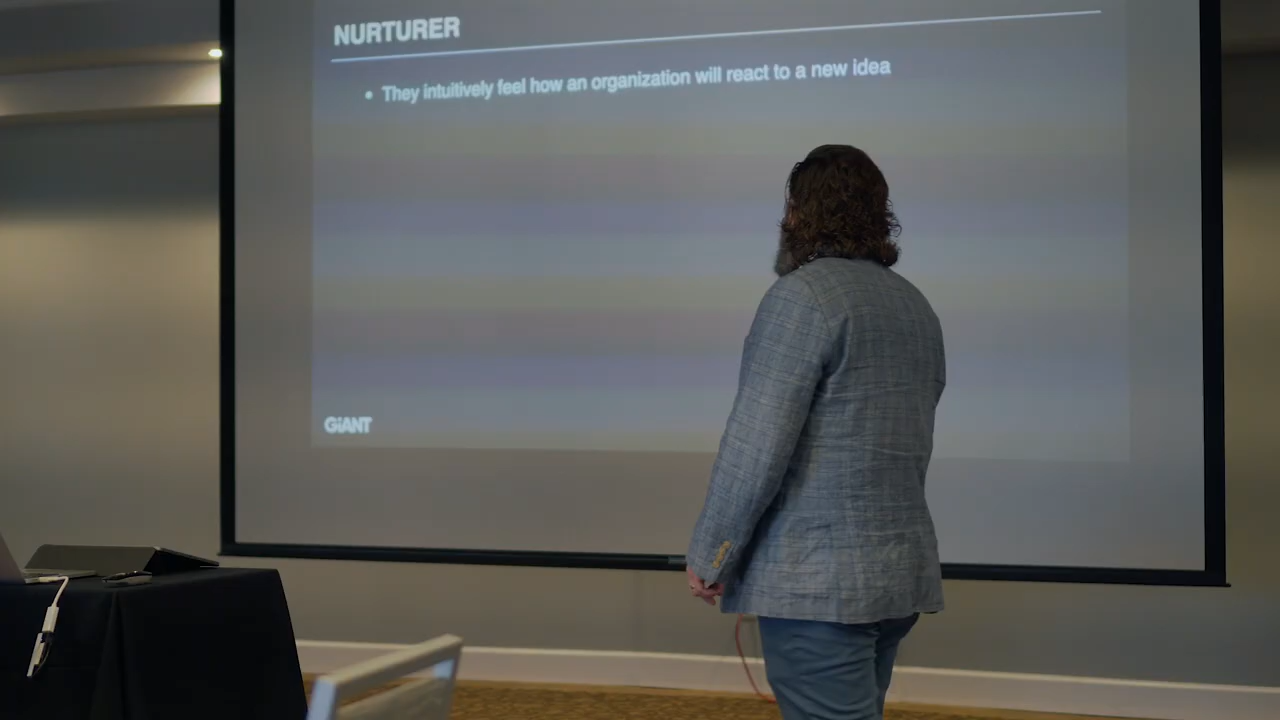 NURTURER
• They intuitively feel how an organization will react to a new idea
GiANT